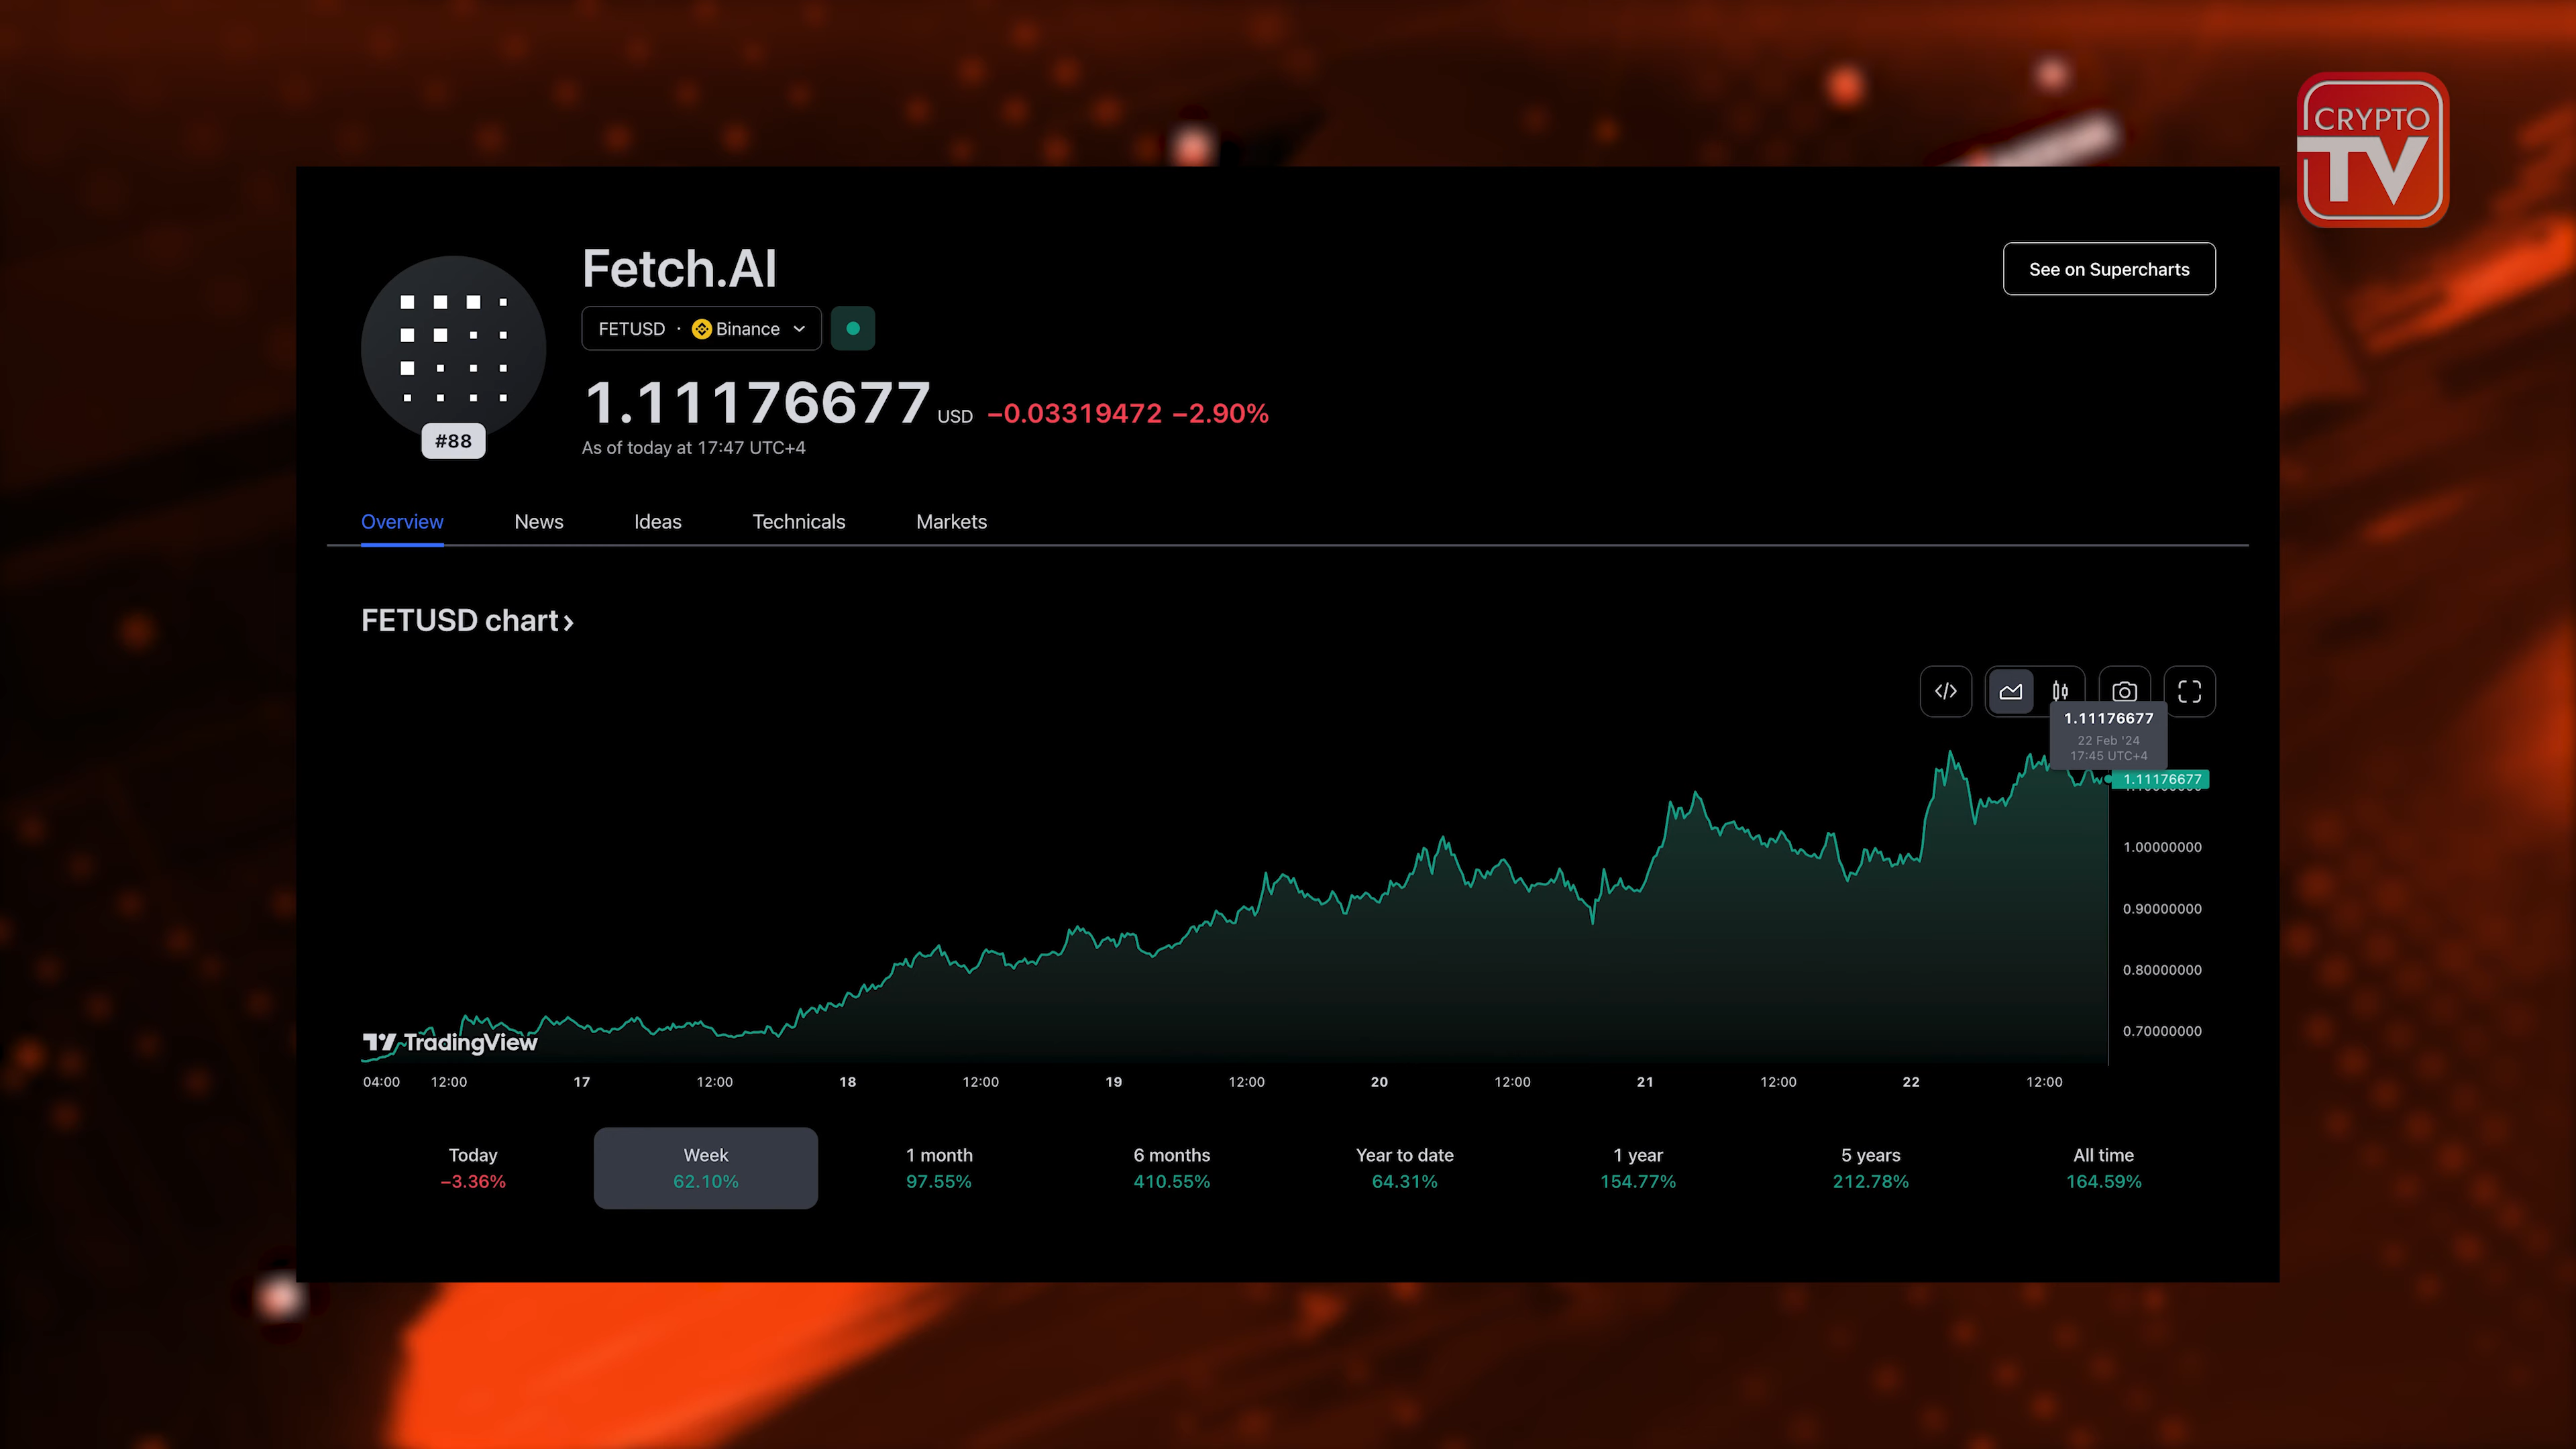 CRYPTO
TV
Fetch.AI
See on Supercharts
FETUSD · Binance
1.11176677 USD −0.03319472 −2.90%
As of today at 17:47 UTC+4
#88
Overview News Ideas Technicals Markets
FETUSD chart›
1.11176677
22 Feb '24
17:45 UTC+4
1.11176677
1.00000000
0.90000000
0.80000000
0.70000000
TradingView
04:00 12:00 17 12:00 18 12:00 19 12:00 20 12:00 21 12:00 22 12:00
Today Week 1 month 6 months Year to date 1 year 5 years All time
−3.36% 62.10% 97.55% 410.55% 64.31% 154.77% 212.78% 164.59%